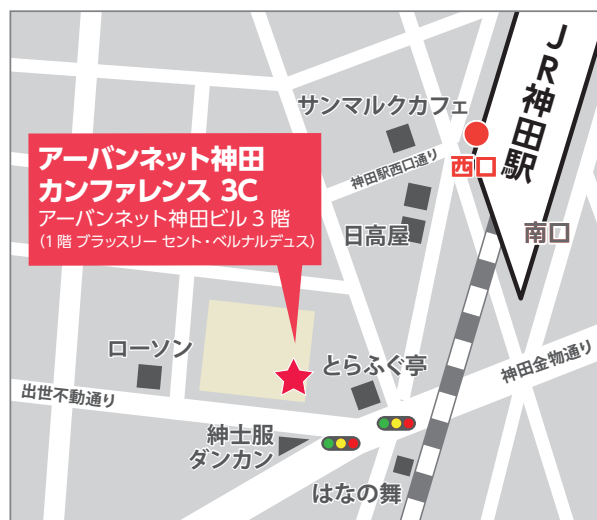 JR神田駅
サンマルクカフェ
アーバンネット神田
カンファレンス 3C
アーバンネット神田ビル 3 階
(1 階 ブラッスリー セント・ベルナルデュス)
神田駅西口通り
西口
南口
日高屋
ローソン
とらふぐ亭
神田金物通り
出世不動通り
紳士服
ダンカン
はなの舞